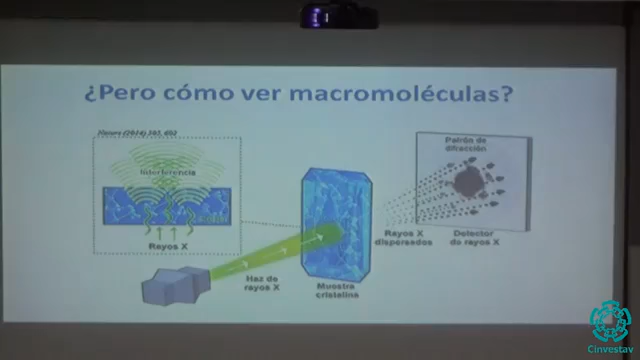 ¿Pero cómo ver macromoléculas?
Nature (2014) 505, 602
Interferencia
Rayos X
Haz de
rayos X
Muestra
cristalina
Rayos X
dispersados
Patrón de
difracción
Detector
de rayos X
Cinvestav